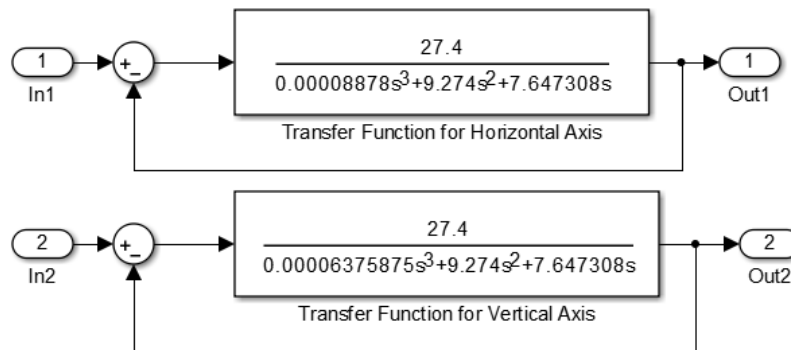 1
In1
+
-
27.4
0.00008878s3+9.274s2+7.647308s
Transfer Function for Horizontal Axis
1
Out1
2
In2
+
-
27.4
0.00006375875s3+9.274s2+7.647308s
Transfer Function for Vertical Axis
2
Out2